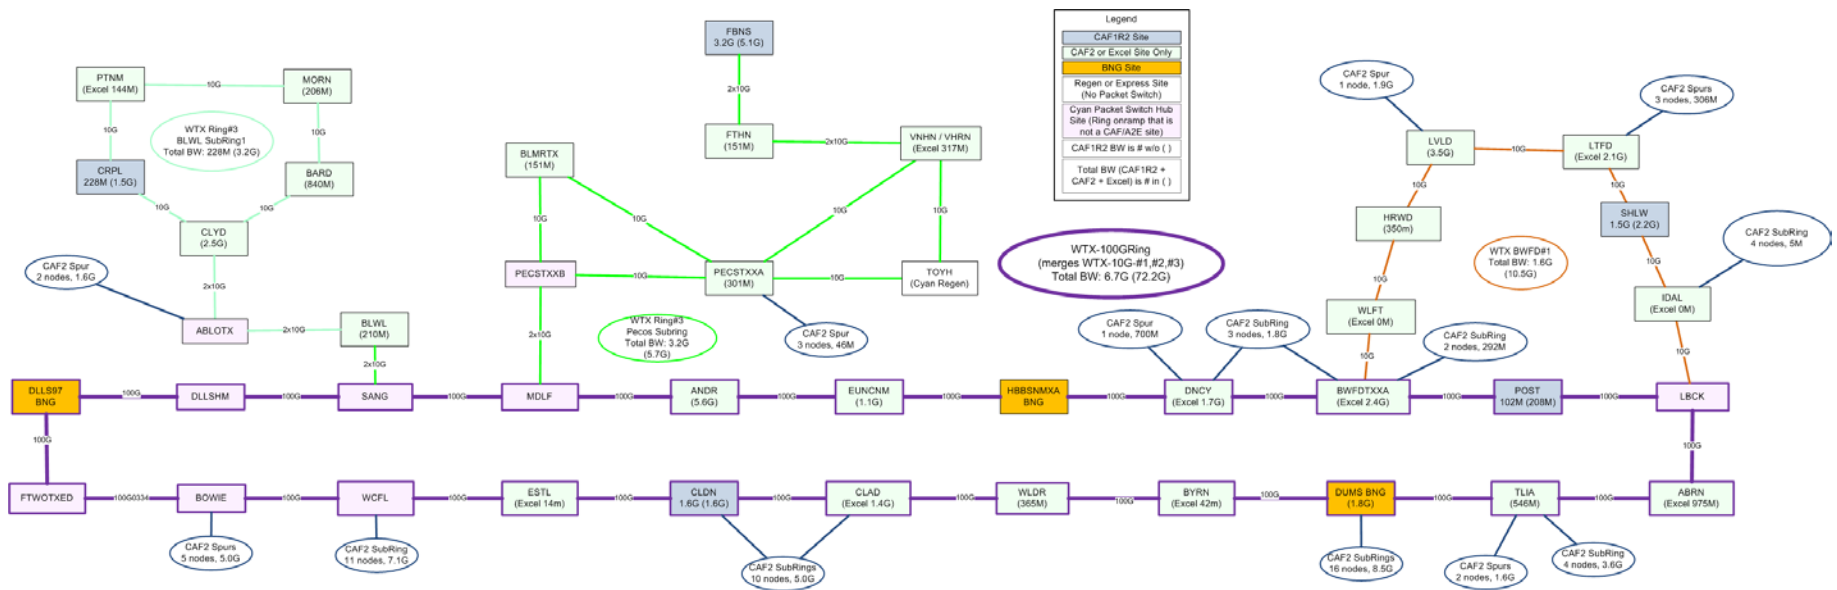 FBNS
3.2G (5.1G)
Legend
CAF1R2 Site
CAF2 or Excel Site Only
BNG Site
Regen or Express Site
(No Packet Switch)
Cyan Packet Switch Hub
Site (Ring onramp that is
not a CAF/A2E site)
CAF1R2 BW is # w/o ( )
Total BW (CAF1R2 +
CAF2 + Excel) is # in ( )
PTNM
(Excel 144M)
10G
MORN
(206M)
10G
10G
WTX Ring#3
BLWL SubRing1
Total BW: 228M (3.2G)
CRPL
228M (1.5G)
BARD
(840M)
10G
10G
CLYD
(2.5G)
2x10G
CAF2 Spur
2 nodes, 1.6G
ABLOTX
2x10G
BLWL
(210M)
2x10G
2x10G
FTHN
(151M)
2x10G
VNHN / VHRN
(Excel 317M)
BLMRTX
(151M)
10G
10G
10G
10G
PECSTXXB
10G
PECSTXXA
(301M)
10G
TOYH
(Cyan Regen)
2x10G
WTX Ring#3
Pecos Subring
Total BW: 3.2G
(5.7G)
CAF2 Spur
3 nodes, 46M
WTX-100GRing
(merges WTX-10G-#1,#2,#3)
Total BW: 6.7G (72.2G)
CAF2 Spur
1 node, 1.9G
CAF2 Spurs
3 nodes, 306M
LVLD
(3.5G)
10G
LTFD
(Excel 2.1G)
10G
10G
HRWD
(350m)
SHLW
1.5G (2.2G)
CAF2 SubRing
4 nodes, 5M
10G
WTX BWFD#1
Total BW: 1.6G
(10.5G)
10G
WLFT
(Excel 0M)
IDAL
(Excel 0M)
10G
10G
CAF2 Spur
1 node, 700M
CAF2 SubRing
3 nodes, 1.8G
CAF2 SubRing
2 nodes, 292M
DLLS97
BNG
100G
DLLSHM
100G
SANG
100G
MDLF
100G
ANDR
(5.6G)
100G
EUNCNM
(1.1G)
100G
HBBSNMXA
BNG
100G
DNCY
(Excel 1.7G)
100G
BWFDTXXA
(Excel 2.4G)
100G
POST
102M (208M)
100G
LBCK
100G
100G
FTWOTXED
100G0334
BOWIE
100G
WCFL
100G
ESTL
(Excel 14m)
100G
CLDN
1.6G (1.6G)
100G
CLAD
(Excel 1.4G)
100G
WLDR
(365M)
100G
BYRN
(Excel 42m)
100G
DUMS BNG
(1.8G)
100G
TLIA
(546M)
100G
ABRN
(Excel 975M)
CAF2 Spurs
5 nodes, 5.0G
CAF2 SubRing
11 nodes, 7.1G
CAF2 SubRings
10 nodes, 5.0G
CAF2 SubRings
16 nodes, 8.5G
CAF2 Spurs
2 nodes, 1.6G
CAF2 SubRing
4 nodes, 3.6G